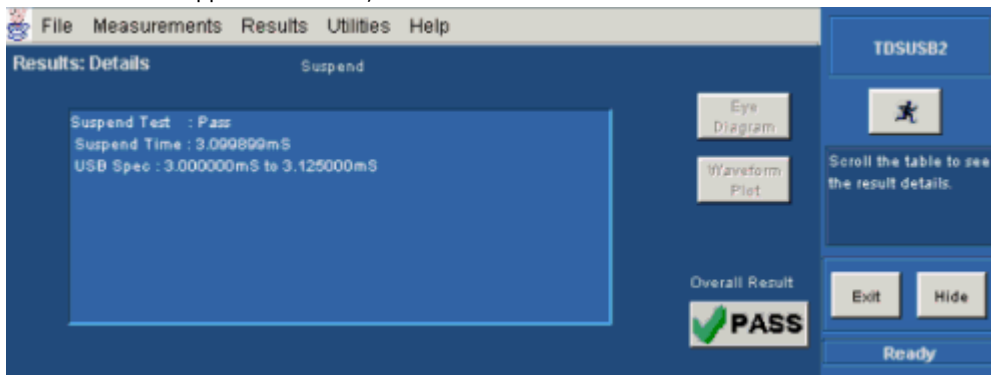 File Measurements Results Utilities Help
Results: Details Suspend
Suspend Test : Pass
Suspend Time : 3.099899mS
USB Spec : 3.000000mS to 3.125000mS
Eye
Diagram
Waveform
Plot
Overall Result
PASS
TDSUSB2
Scroll the table to see
the result details.
Exit Hide
Ready